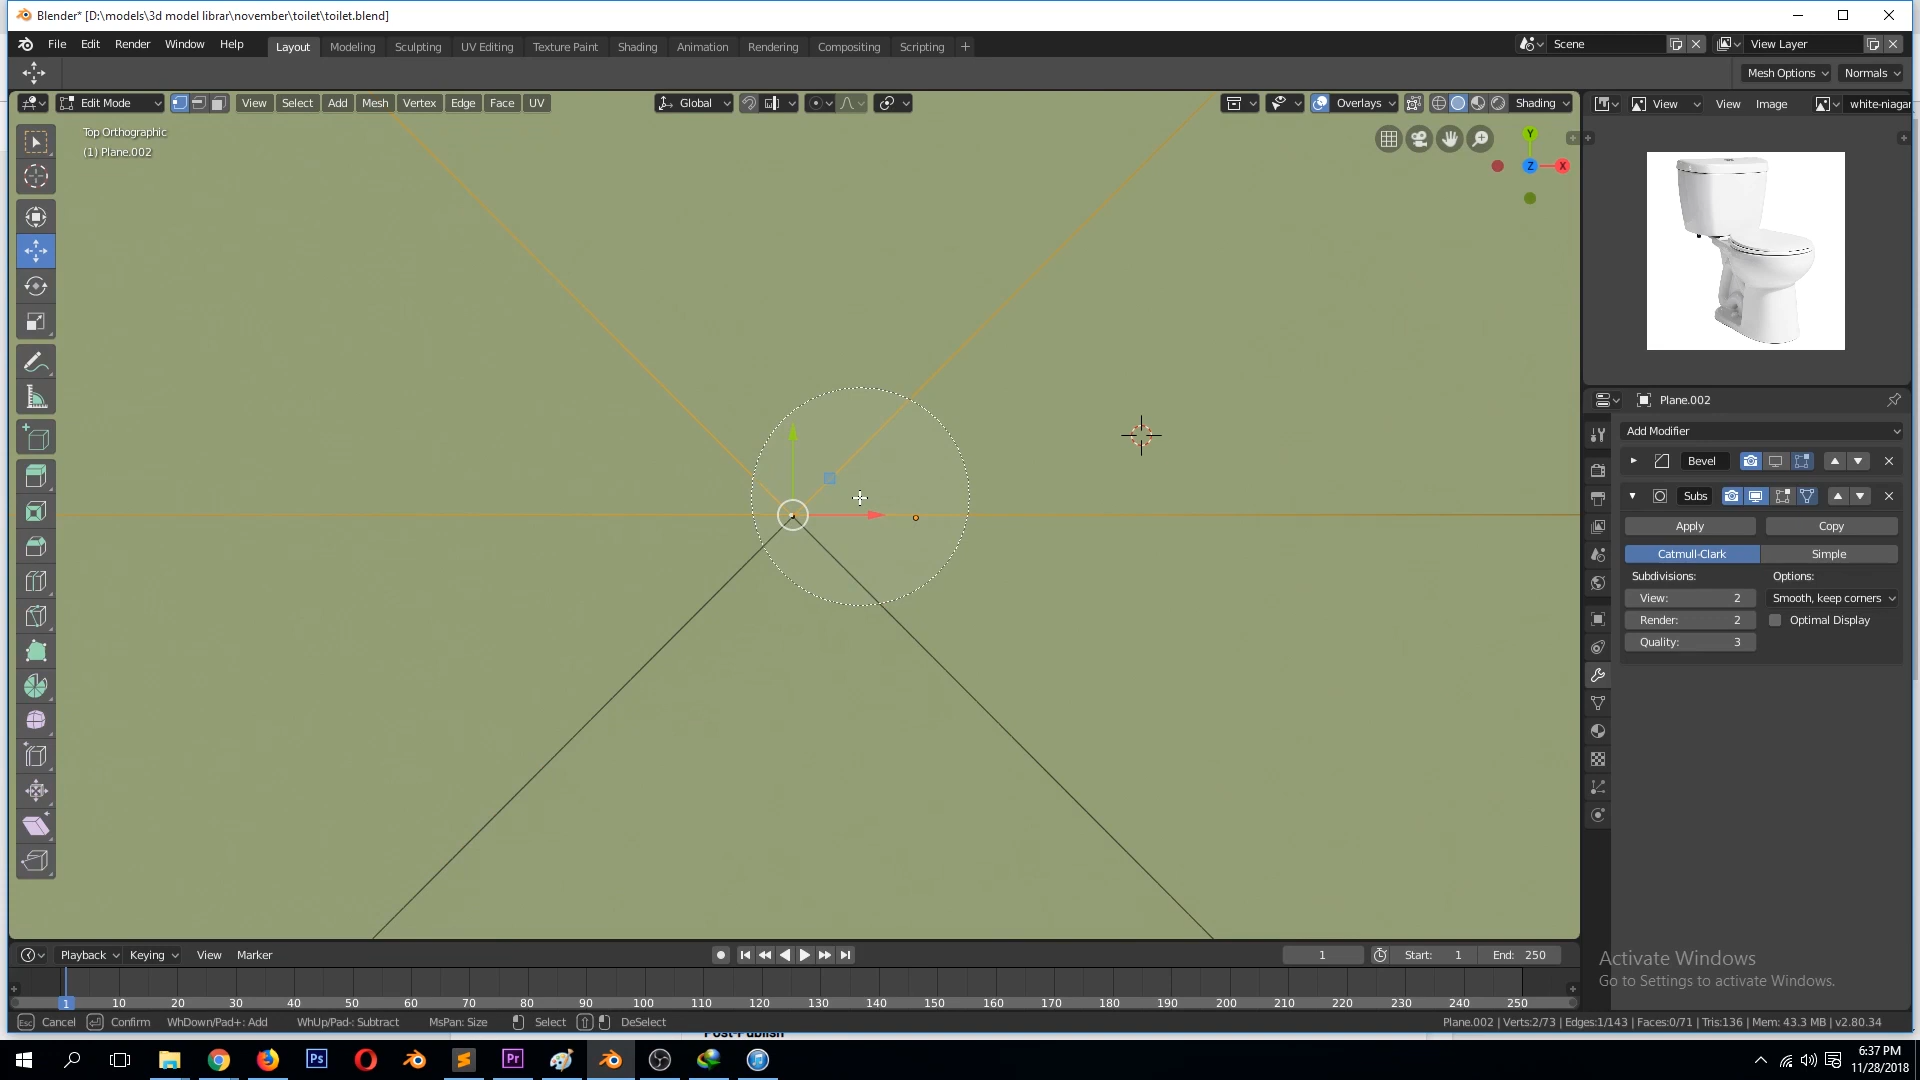 Blender* [D:\models\3d model librar\november\toilet\toilet.blend]
File Edit Render Window Help Layout Modeling Sculpting UV Editing Texture Paint Shading Animation Rendering Compositing Scripting + Scene View Layer
Mesh Options Normals
Edit Mode View Select Add Mesh Vertex Edge Face UV Global Overlays Shading View View Image white-niagar
Top Orthographic
(1) Plane.002
Y
Z X
Plane.002
Add Modifier
Bevel
Subs
Apply Copy
Catmull-Clark Simple
Subdivisions: Options:
View: 2 Smooth, keep corners
Render: 2 Optimal Display
Quality: 3
Playback Keying View Marker 1 Start: 1 End: 250
1 10 20 30 40 50 60 70 80 90 100 110 120 130 140 150 160 170 180 190 200 210 220 230 240 250
Activate Windows
Go to Settings to activate Windows.
Esc Cancel Confirm WhDown/Pad+: Add WhUp/Pad-: Subtract MsPan: Size Select DeSelect Plane.002 | Verts:2/73 | Edges:1/143 | Faces:0/71 | Tris:136 | Mem: 43.3 MB | v2.80.34
Post-Publish
Ps S Pr
6:37 PM
11/28/2018